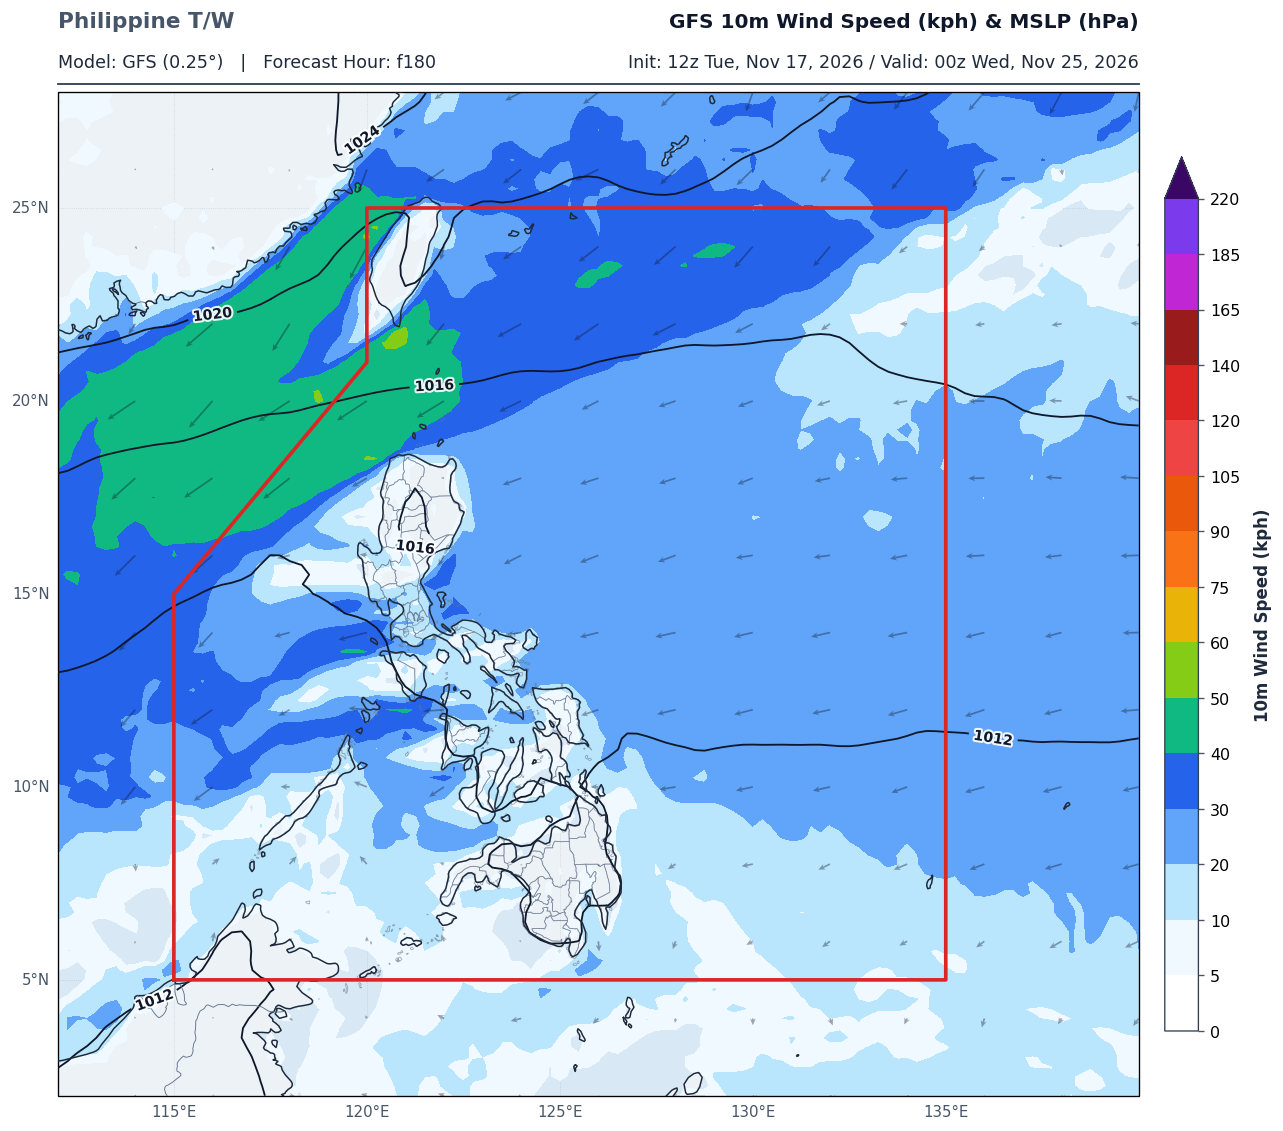 Philippine T/W
GFS 10m Wind Speed (kph) & MSLP (hPa)
Model: GFS (0.25°) | Forecast Hour: f180
Init: 12z Tue, Nov 17, 2026 / Valid: 00z Wed, Nov 25, 2026
1024
1020
1016
1016
1012
1012
25°N
20°N
15°N
10°N
5°N
115°E
120°E
125°E
130°E
135°E
220
185
165
140
120
105
90
75
60
50
40
30
20
10
5
0
10m Wind Speed (kph)